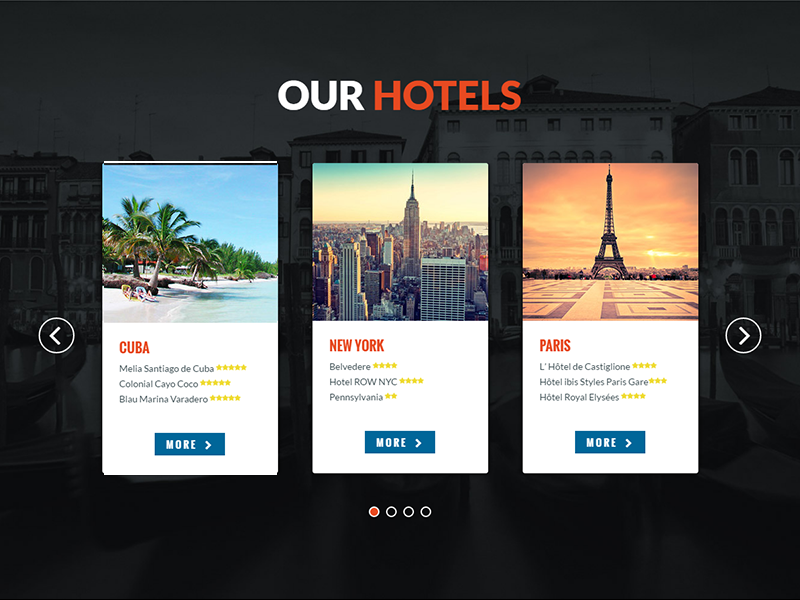 OUR HOTELS
CUBA
Melia Santiago de Cuba
Colonial Cayo Coco
Blau Marina Varadero
MORE
NEW YORK
Belvedere
Hotel ROW NYC
Pennsylvania
MORE
PARIS
L' Hôtel de Castiglione
Hôtel ibis Styles Paris Gare
Hôtel Royal Elysées
MORE